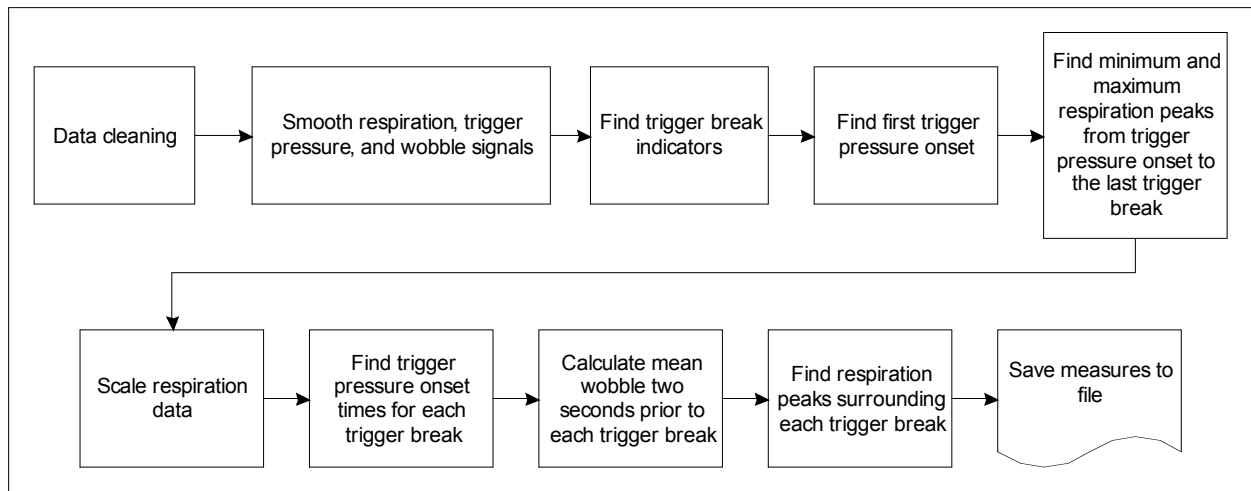 Data cleaning
Smooth respiration, trigger
pressure, and wobble signals
Find trigger break
indicators
Find first trigger
pressure onset
Find minimum and
maximum
respiration peaks
from trigger
pressure onset to
the last trigger
break
Scale respiration
data
Find trigger
pressure onset
times for each
trigger break
Calculate mean
wobble two
seconds prior to
each trigger break
Find respiration
peaks surrounding
each trigger break
Save measures to
file